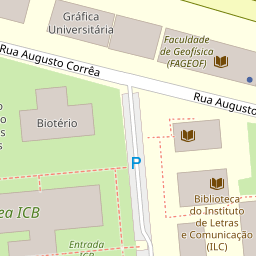 Gráfica
Universitária
Faculdade
de Geofísica
(FAGEOF)
Rua Augusto Corrêa
Rua Augusto
Biotério
P
Biblioteca
do Instituto
de Letras
e Comunicação
(ILC)
ea ICB
Entrada
ICB